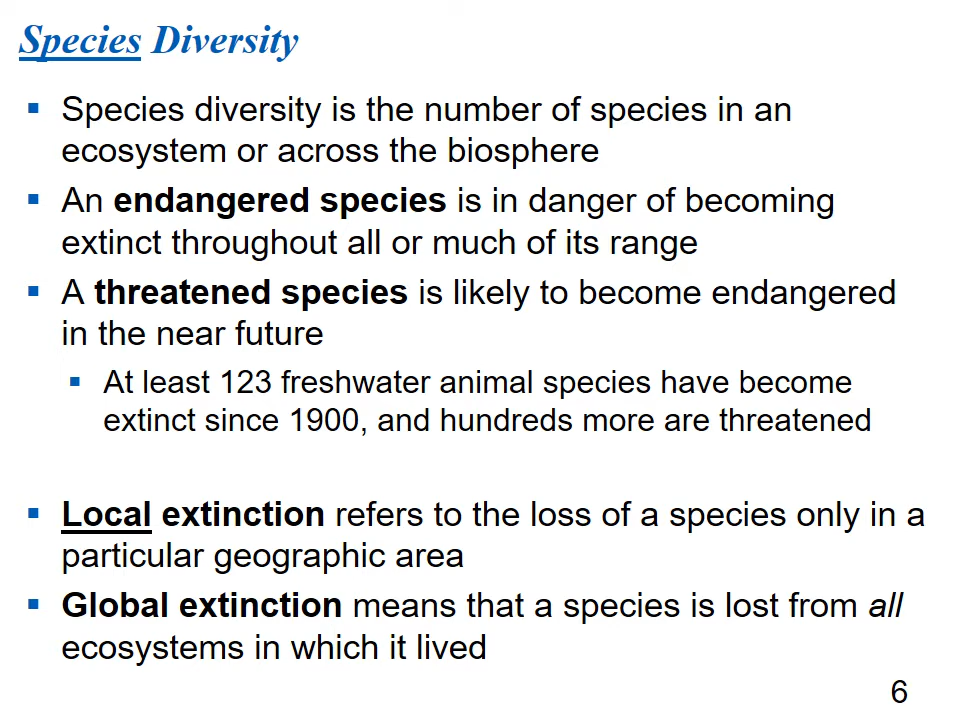 Species Diversity
▪ Species diversity is the number of species in an
ecosystem or across the biosphere
▪ An endangered species is in danger of becoming
extinct throughout all or much of its range
▪ A threatened species is likely to become endangered
in the near future
▪ At least 123 freshwater animal species have become
extinct since 1900, and hundreds more are threatened
▪ Local extinction refers to the loss of a species only in a
particular geographic area
▪ Global extinction means that a species is lost from all
ecosystems in which it lived
6